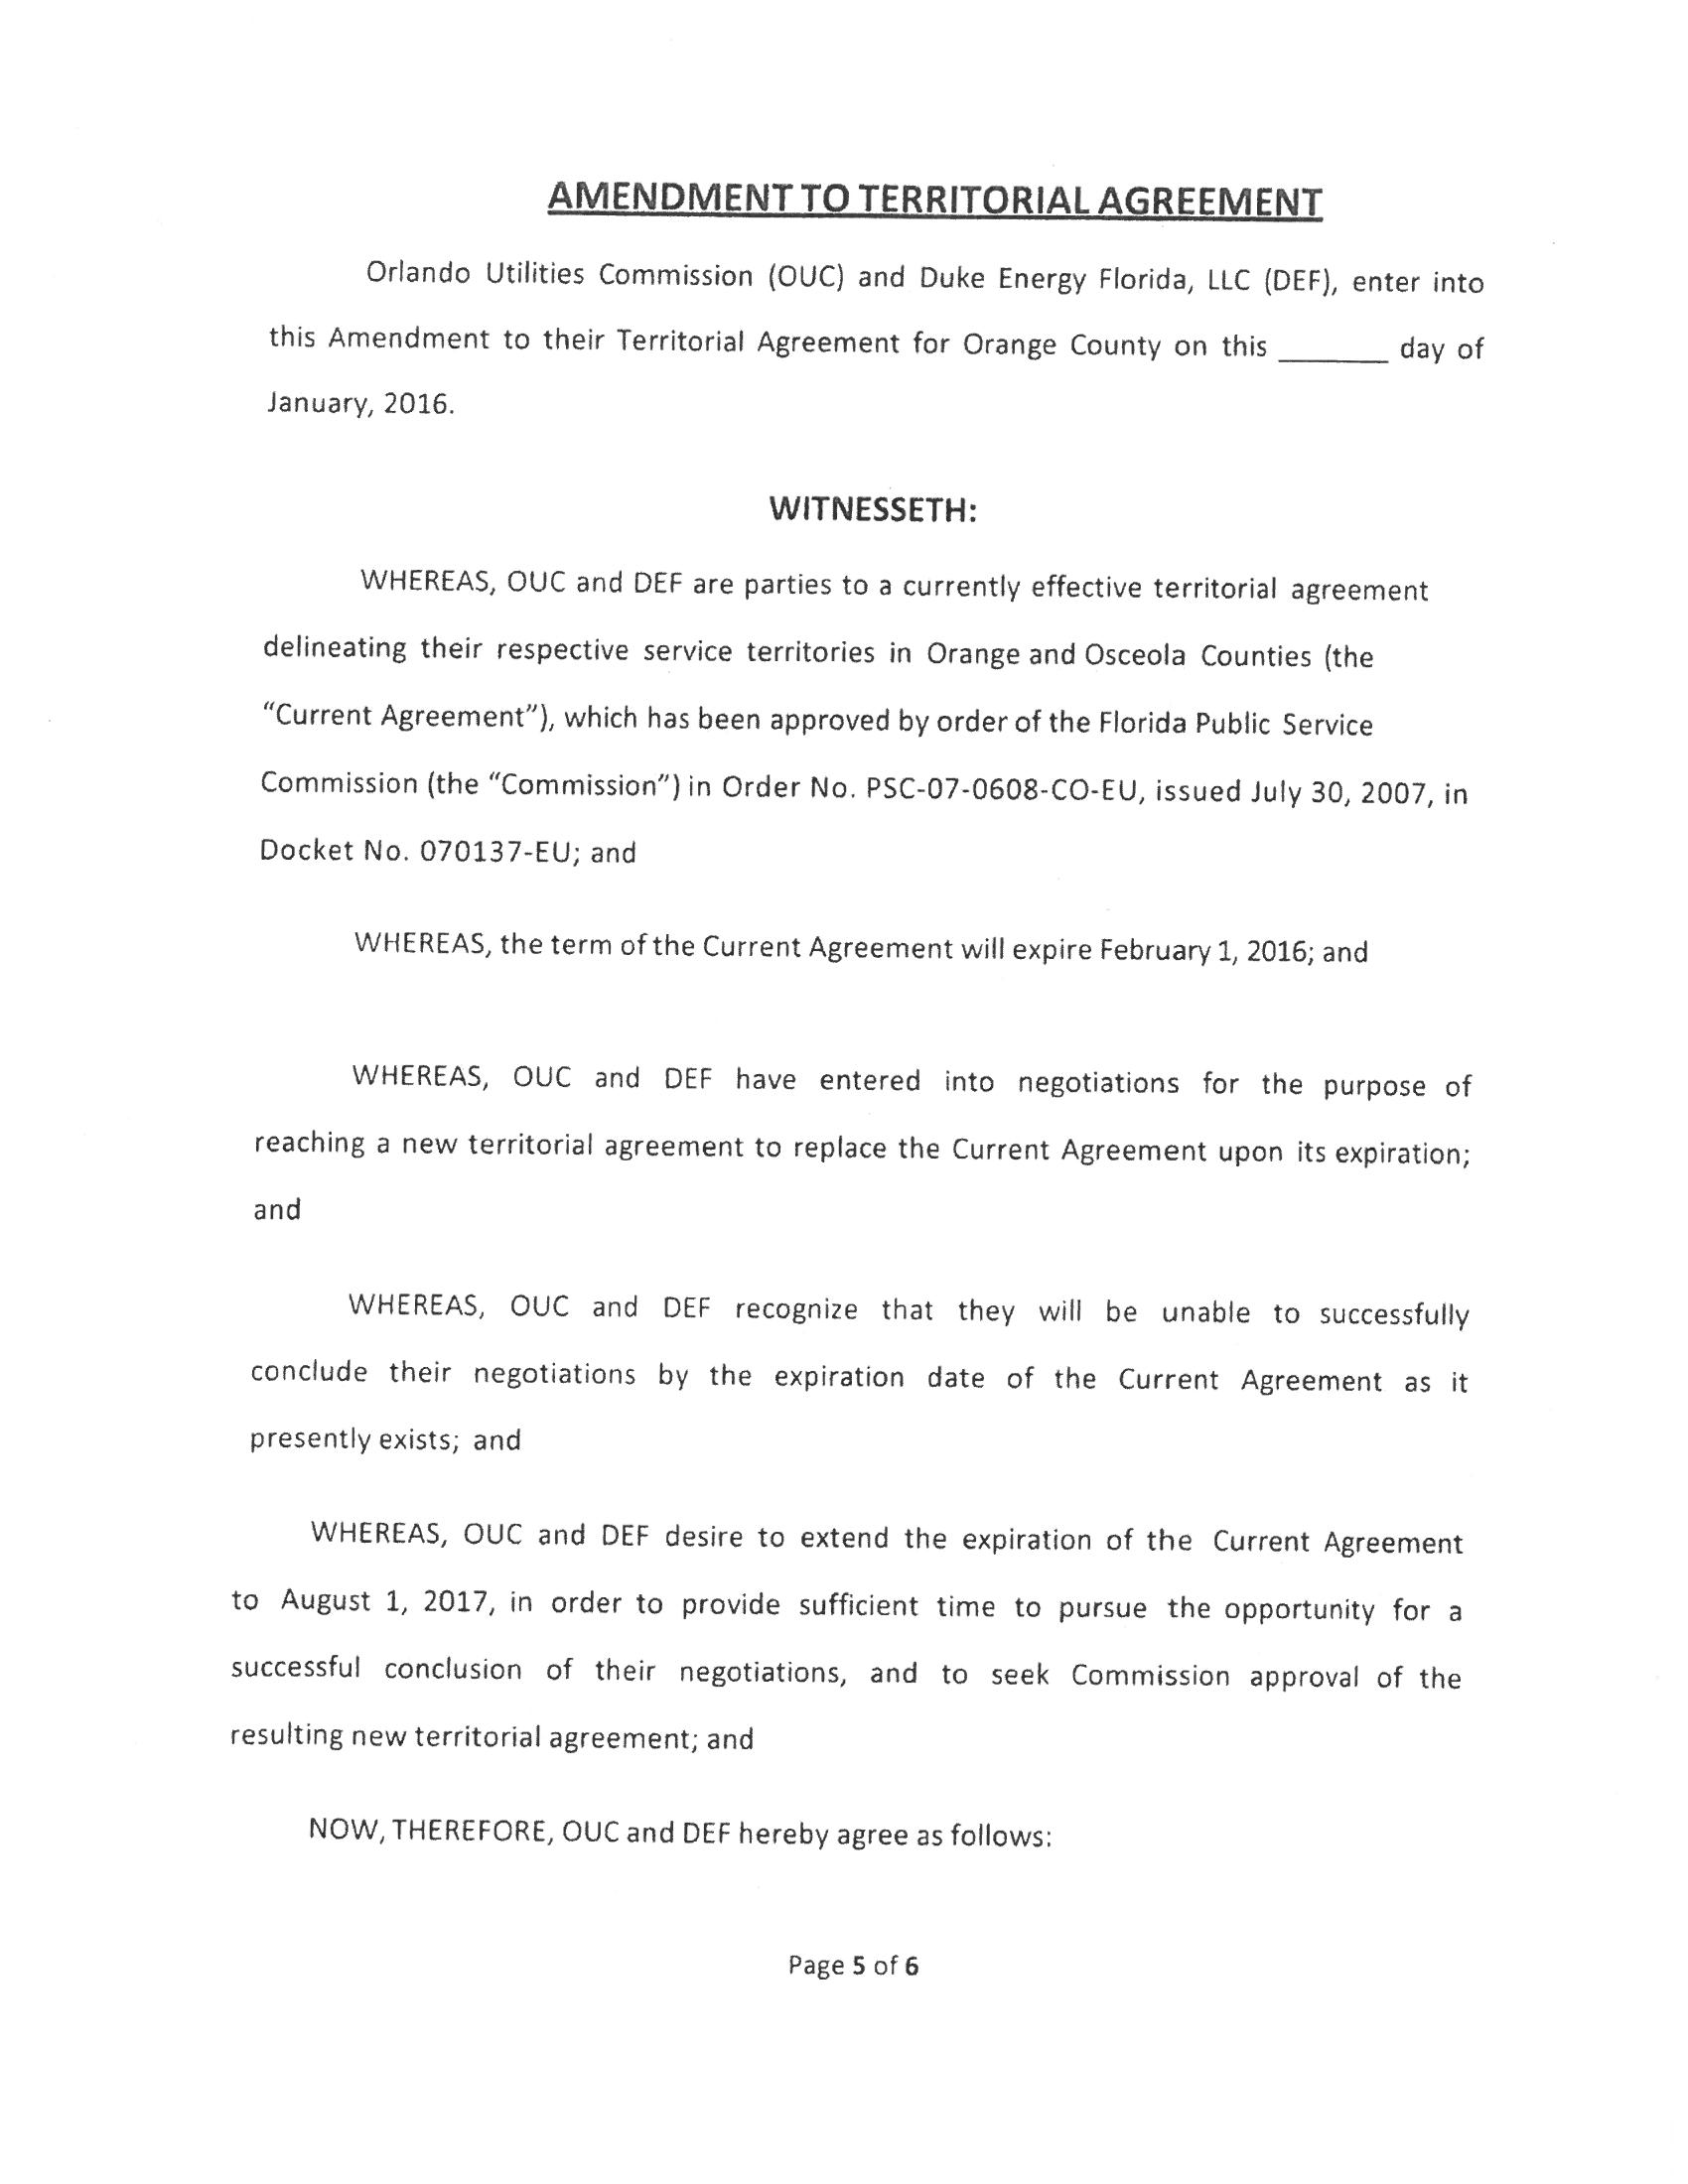 AMENDMENT TO TERRITORIAL AGREEMENT
Orlando Utilities Commission (OUC) and Duke Energy Florida, LLC (DEF), enter into
this Amendment to their Territorial Agreement for Orange County on this _______ day of
January, 2016.
WITNESSETH:
WHEREAS, OUC and DEF are parties to a currently effective territorial agreement
delineating their respective service territories in Orange and Osceola Counties (the
“Current Agreement”), which has been approved by order of the Florida Public Service
Commission (the “Commission”) in Order No. PSC-07-0608-CO-EU, issued July 30, 2007, in
Docket No. 070137-EU; and
WHEREAS, the term of the Current Agreement will expire February 1, 2016; and
WHEREAS, OUC and DEF have entered into negotiations for the purpose of
reaching a new territorial agreement to replace the Current Agreement upon its expiration;
and
WHEREAS, OUC and DEF recognize that they will be unable to successfully
conclude their negotiations by the expiration date of the Current Agreement as it
presently exists; and
WHEREAS, OUC and DEF desire to extend the expiration of the Current Agreement
to August 1, 2017, in order to provide sufficient time to pursue the opportunity for a
successful conclusion of their negotiations, and to seek Commission approval of the
resulting new territorial agreement; and
NOW, THEREFORE, OUC and DEF hereby agree as follows:
Page 5 of 6